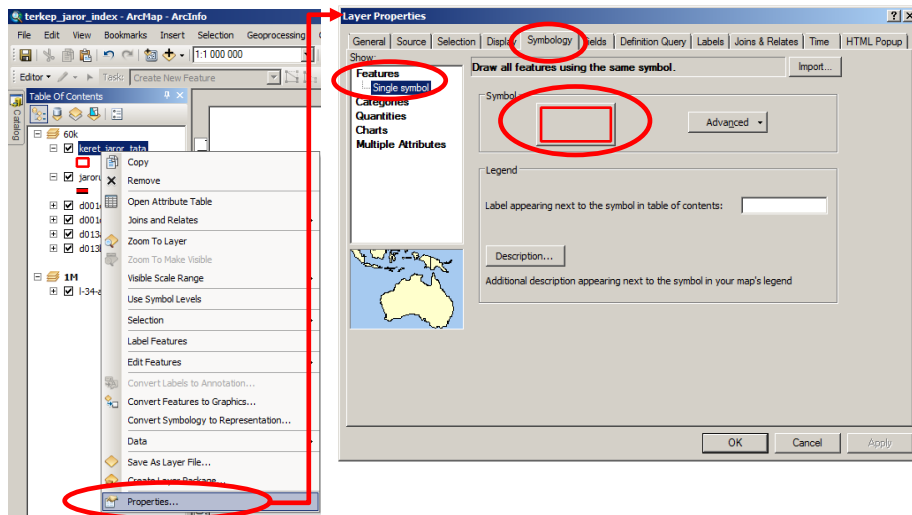 terkep_jaror_index - ArcMap - ArcInfo
File Edit View Bookmarks Insert Selection Geoprocessing
1:1 000 000
Editor Task: Create New Feature
Table Of Contents
Catalog
60k
keret_jaror_tata
jaroru
d001
d001
d013
d013
1M
l-34-a
Copy
Remove
Open Attribute Table
Joins and Relates
Zoom To Layer
Zoom To Make Visible
Visible Scale Range
Use Symbol Levels
Selection
Label Features
Edit Features
Convert Labels to Annotation...
Convert Features to Graphics...
Convert Symbology to Representation...
Data
Save As Layer File...
Create Layer Package...
Properties...
Layer Properties
General Source Selection Display Symbology Fields Definition Query Labels Joins & Relates Time HTML Popup
Show:
Features
Single symbol
Categories
Quantities
Charts
Multiple Attributes
Draw all features using the same symbol.
Import...
Symbol
Advanced
Legend
Label appearing next to the symbol in table of contents:
Description...
Additional description appearing next to the symbol in your map's legend
OK Cancel Apply